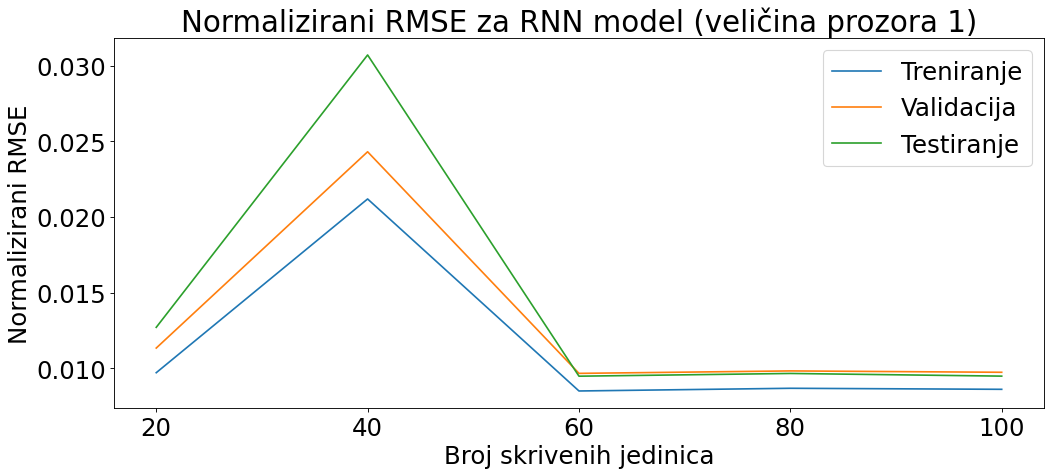 Normalizirani RMSE za RNN model (veličina prozora 1)
Treniranje
Validacija
Testiranje
Normalizirani RMSE
0.030
0.025
0.020
0.015
0.010
20 40 60 80 100
Broj skrivenih jedinica